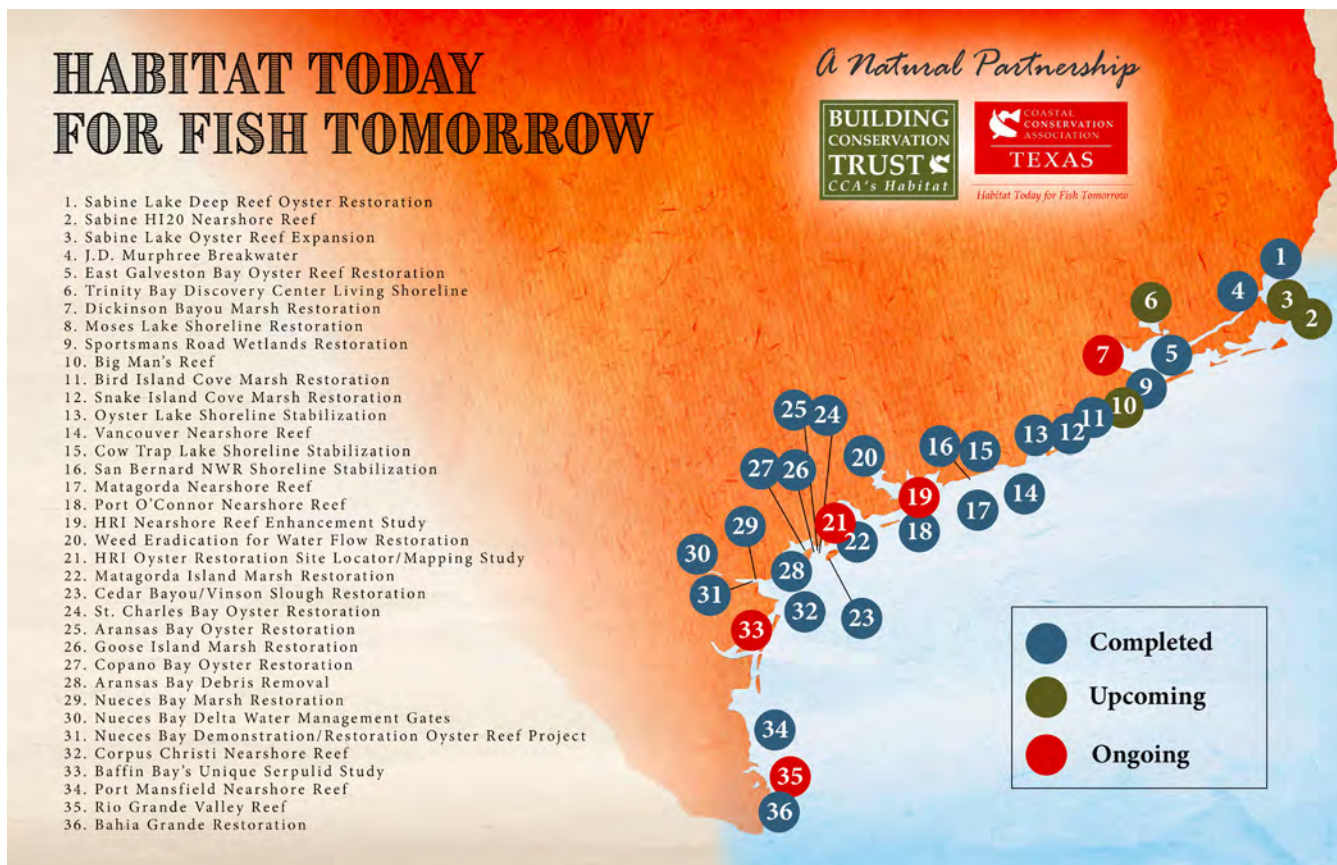 HABITAT TODAY
FOR FISH TOMORROW
A Natural Partnership
BUILDING
CONSERVATION
TRUST
CCA's Habitat
COASTAL
CONSERVATION
ASSOCIATION
TEXAS
Habitat Today for Fish Tomorrow
1. Sabine Lake Deep Reef Oyster Restoration
2. Sabine HI20 Nearshore Reef
3. Sabine Lake Oyster Reef Expansion
4. J.D. Murphree Breakwater
5. East Galveston Bay Oyster Reef Restoration
6. Trinity Bay Discovery Center Living Shoreline
7. Dickinson Bayou Marsh Restoration
8. Moses Lake Shoreline Restoration
9. Sportsmans Road Wetlands Restoration
10. Big Man's Reef
11. Bird Island Cove Marsh Restoration
12. Snake Island Cove Marsh Restoration
13. Oyster Lake Shoreline Stabilization
14. Vancouver Nearshore Reef
15. Cow Trap Lake Shoreline Stabilization
16. San Bernard NWR Shoreline Stabilization
17. Matagorda Nearshore Reef
18. Port O'Connor Nearshore Reef
19. HRI Nearshore Reef Enhancement Study
20. Weed Eradication for Water Flow Restoration
21. HRI Oyster Restoration Site Locator/Mapping Study
22. Matagorda Island Marsh Restoration
23. Cedar Bayou/Vinson Slough Restoration
24. St. Charles Bay Oyster Restoration
25. Aransas Bay Oyster Restoration
26. Goose Island Marsh Restoration
27. Copano Bay Oyster Restoration
28. Aransas Bay Debris Removal
29. Nueces Bay Marsh Restoration
30. Nueces Bay Delta Water Management Gates
31. Nueces Bay Demonstration/Restoration Oyster Reef Project
32. Corpus Christi Nearshore Reef
33. Baffin Bay's Unique Serpulid Study
34. Port Mansfield Nearshore Reef
35. Rio Grande Valley Reef
36. Bahia Grande Restoration
1
4
3
2
6
7
5
9
10
11
12
13
25
24
16
15
20
27
26
19
14
17
21
18
22
29
30
28
31
32
23
33
34
35
36
Completed
Upcoming
Ongoing